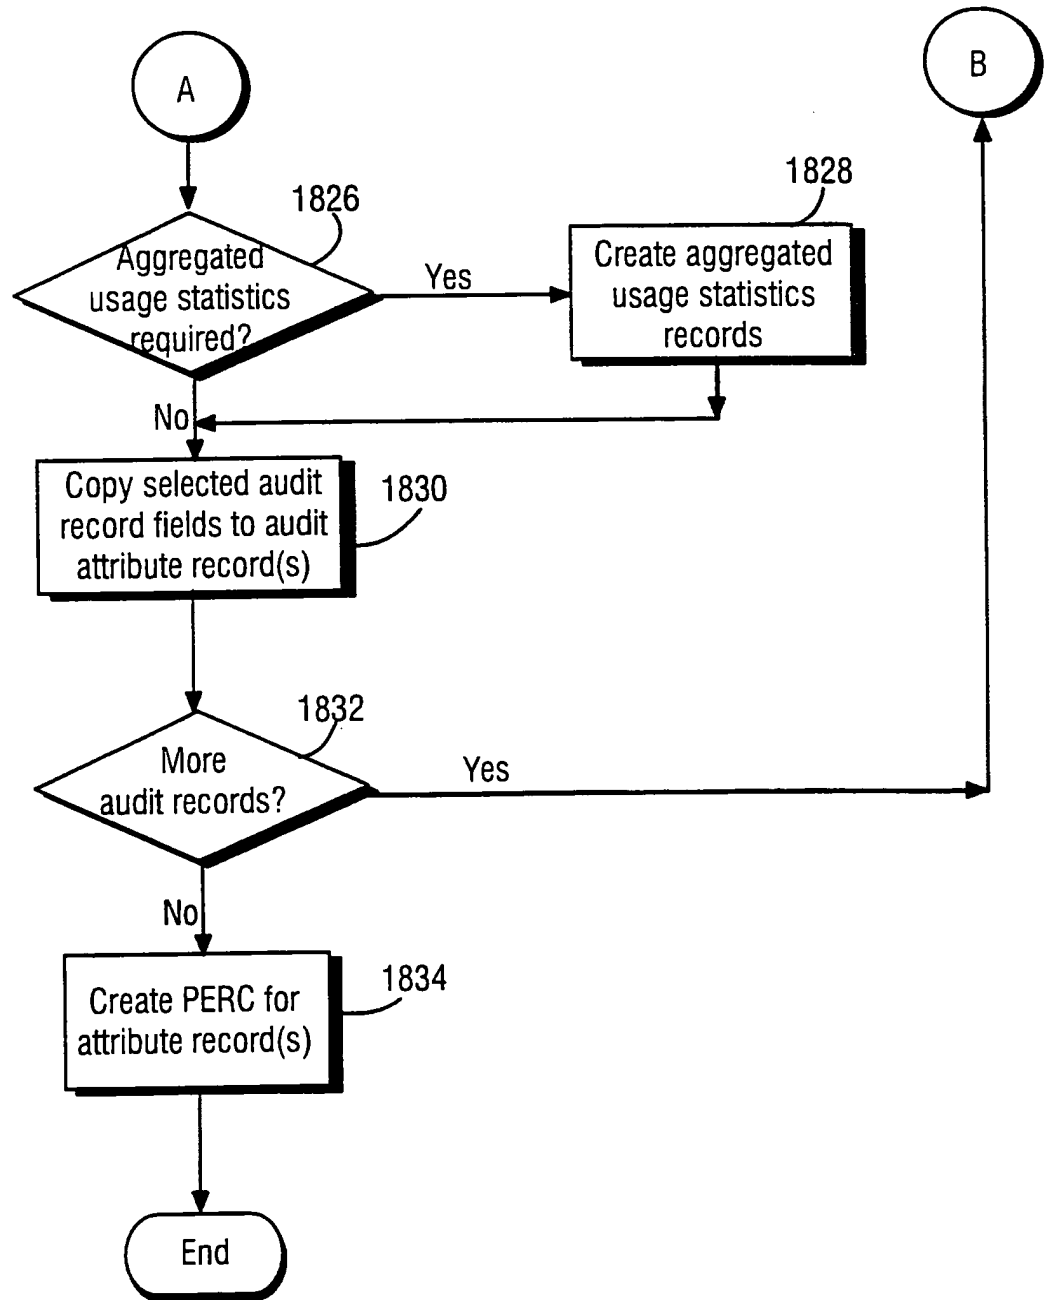 A
B
1826
1828
Aggregated
usage statistics
required?
Yes
Create aggregated
usage statistics
records
No
Copy selected audit
record fields to audit
attribute record(s)
1830
1832
More
audit records?
Yes
No
Create PERC for
attribute record(s)
1834
End